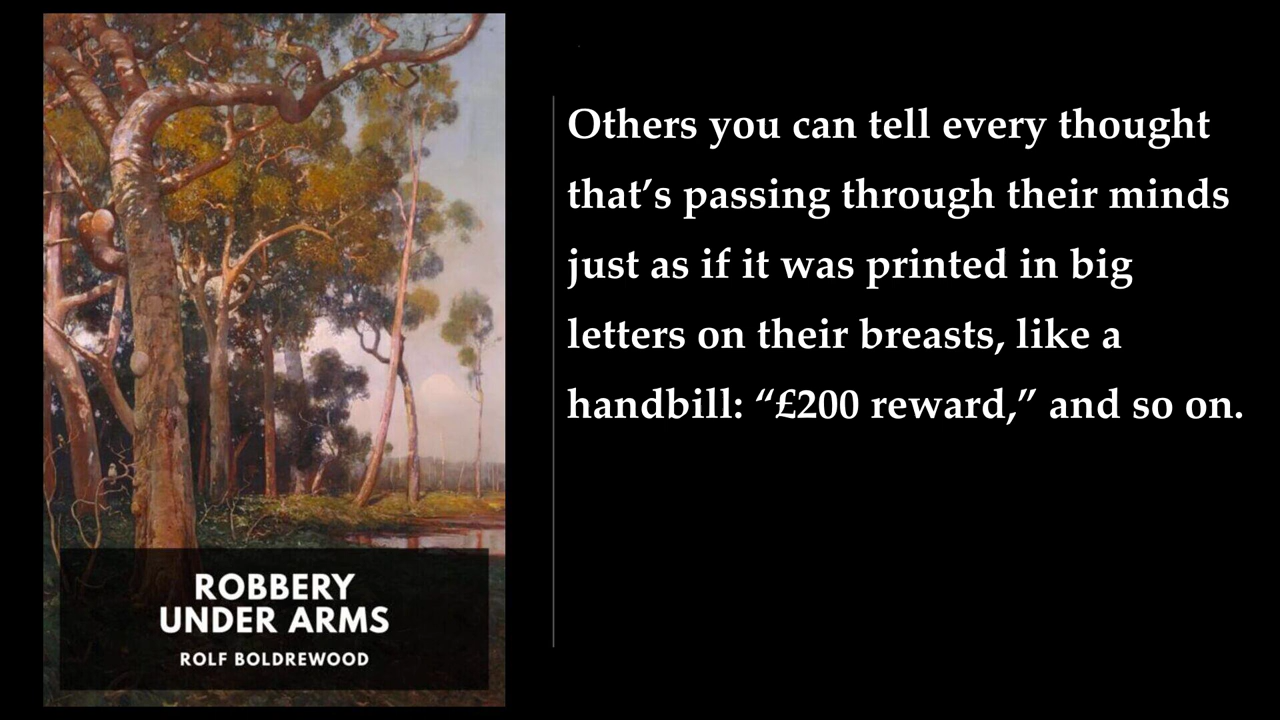 ROBBERY
UNDER ARMS
ROLF BOLDREWOOD
Others you can tell every thought
that’s passing through their minds
just as if it was printed in big
letters on their breasts, like a
handbill: “£200 reward,” and so on.